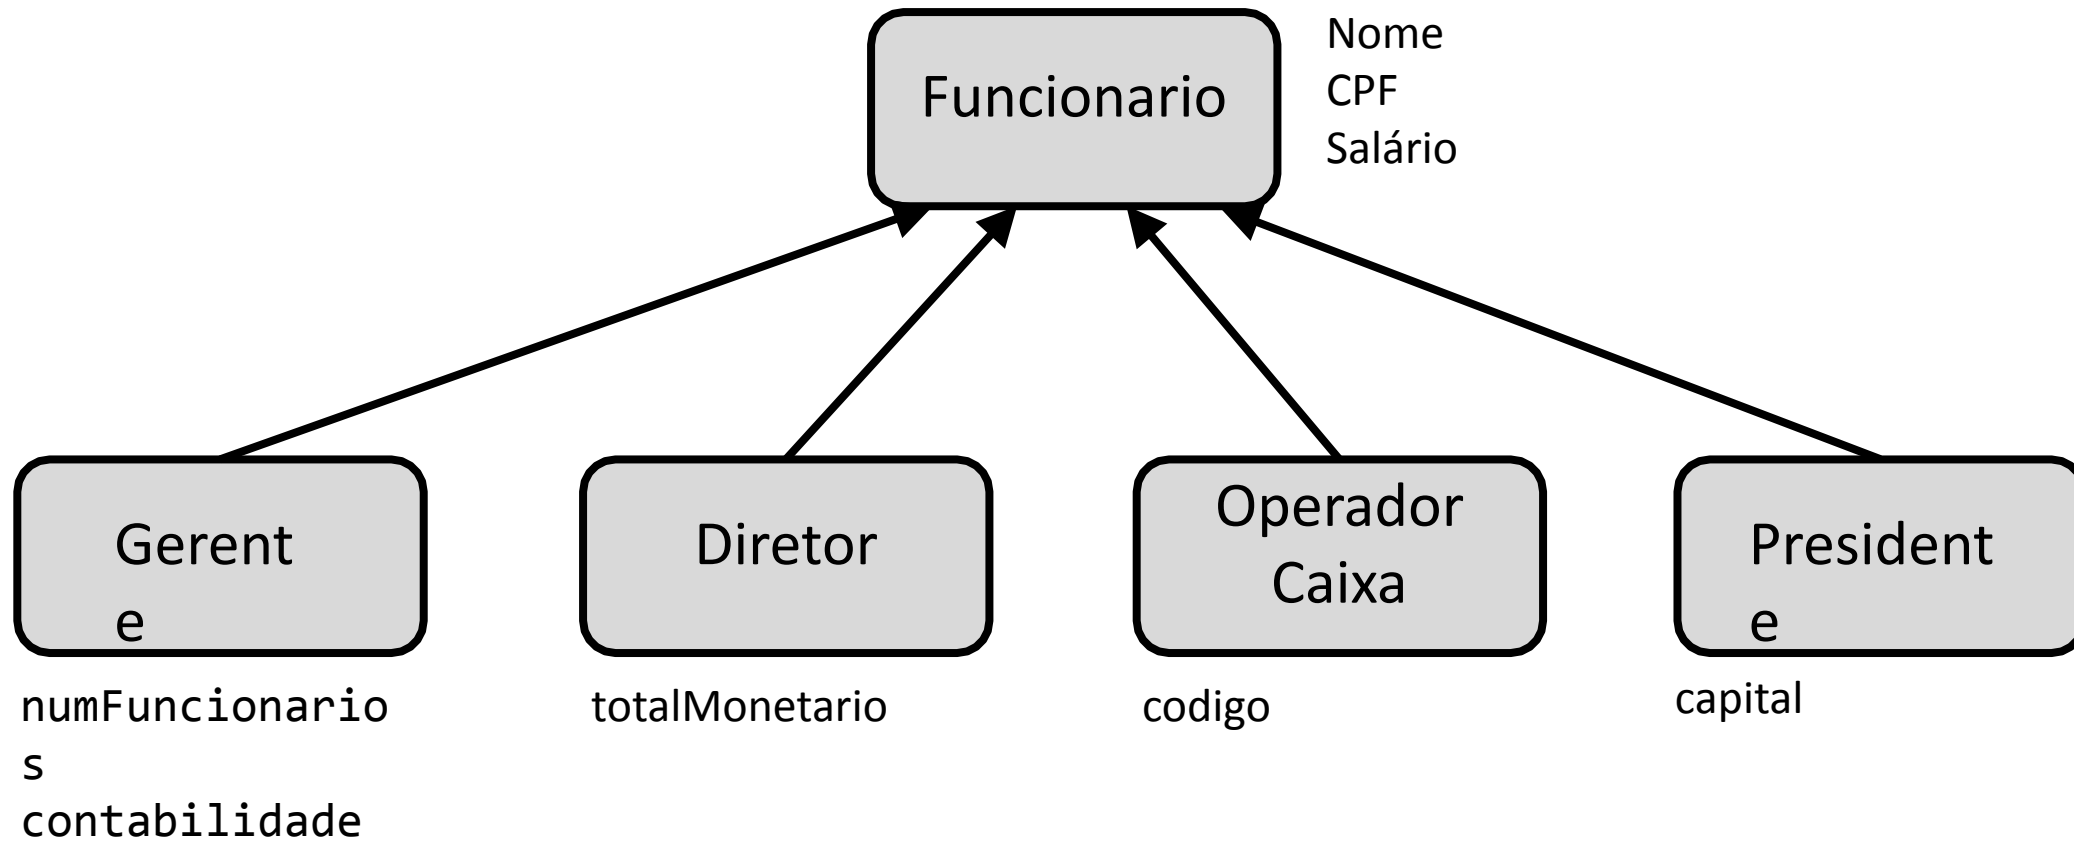 Funcionario
Nome
CPF
Salário
Gerent
e
Diretor
Operador
Caixa
President
e
numFuncionario
s
contabilidade
totalMonetario
codigo
capital